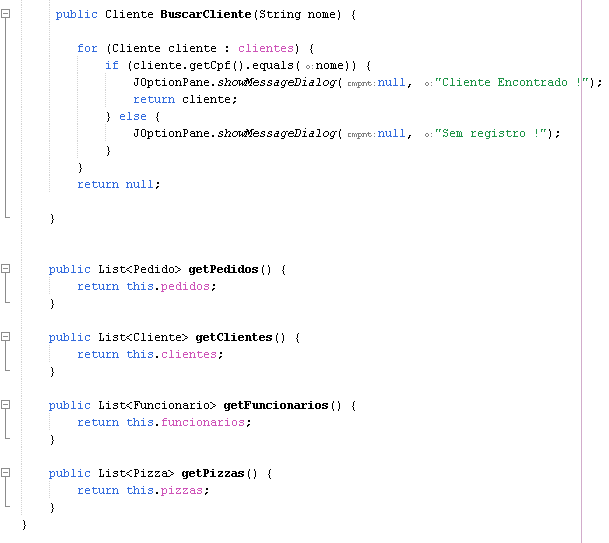 public Cliente BuscarCliente(String nome) {
for (Cliente cliente : clientes) {
if (cliente.getCpf().equals( o: nome)) {
JOptionPane.showMessageDialog( cmpnt: null, o: "Cliente Encontrado !");
return cliente;
} else {
JOptionPane.showMessageDialog( cmpnt: null, o: "Sem registro !");
}
}
return null;
}
public List<Pedido> getPedidos() {
return this.pedidos;
}
public List<Cliente> getClientes() {
return this.clientes;
}
public List<Funcionario> getFuncionarios() {
return this.funcionarios;
}
public List<Pizza> getPizzas() {
return this.pizzas;
}
}